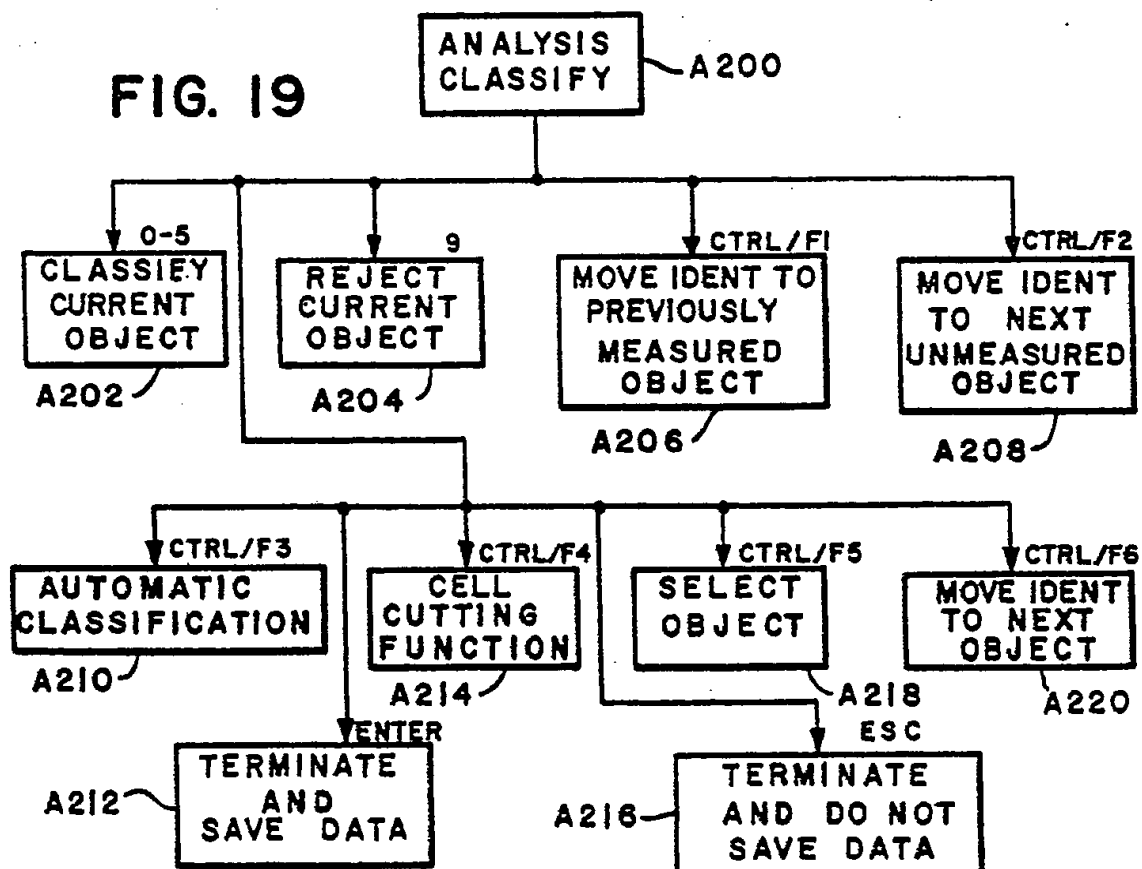 FIG. 19
ANALYSIS
CLASSIFY
A200
0-5
CLASSIFY
CURRENT
OBJECT
A202
9
REJECT
CURRENT
OBJECT
A204
CTRL/F1
MOVE IDENT TO
PREVIOUSLY
MEASURED
OBJECT
A206
CTRL/F2
MOVE IDENT
TO NEXT
UNMEASURED
OBJECT
A208
CTRL/F3
AUTOMATIC
CLASSIFICATION
A210
ENTER
TERMINATE
AND
SAVE DATA
A212
CTRL/F4
CELL
CUTTING
FUNCTION
A214
ESC
TERMINATE
AND DO NOT
SAVE DATA
A216
CTRL/F5
SELECT
OBJECT
A218
CTRL/F6
MOVE IDENT
TO NEXT
OBJECT
A220